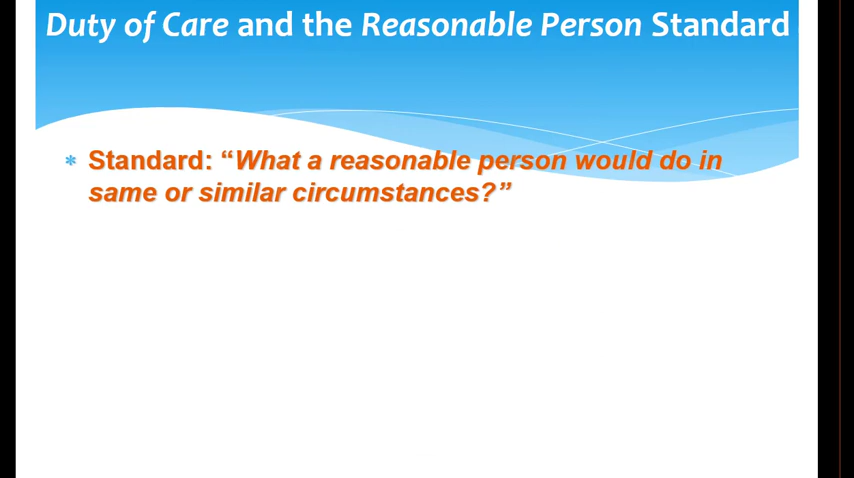 Duty of Care and the Reasonable Person Standard
* Standard: “What a reasonable person would do in
same or similar circumstances?”